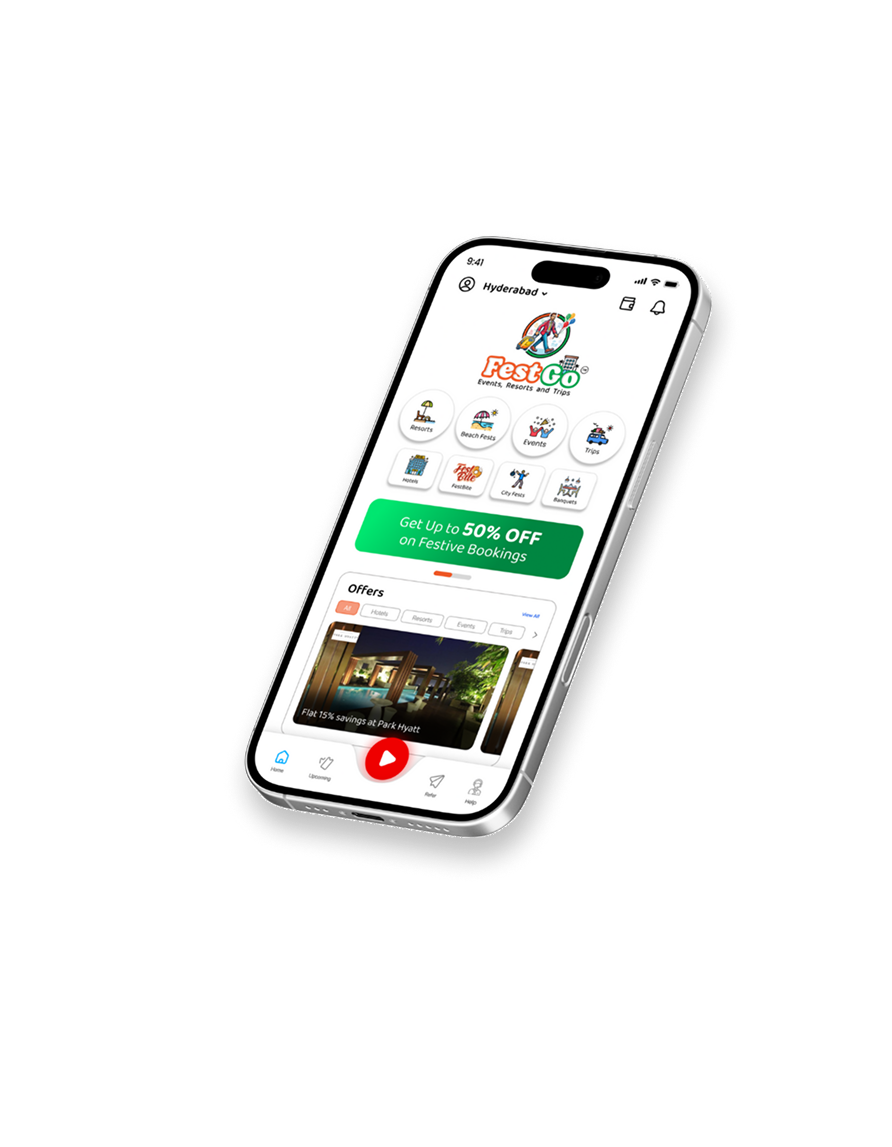 9:41
Hyderabad
FestGo
Events, Resorts and Trips
Resorts
Beach Fests
Events
Trips
Hotels
Fest Bite
FestBite
City Fests
Banquets
Get Up to 50% OFF
on Festive Bookings
Offers
View All
All
Hotels
Resorts
Events
Trips
Flat 15% savings at Park Hyatt
Home
Upcoming
Refer
Help